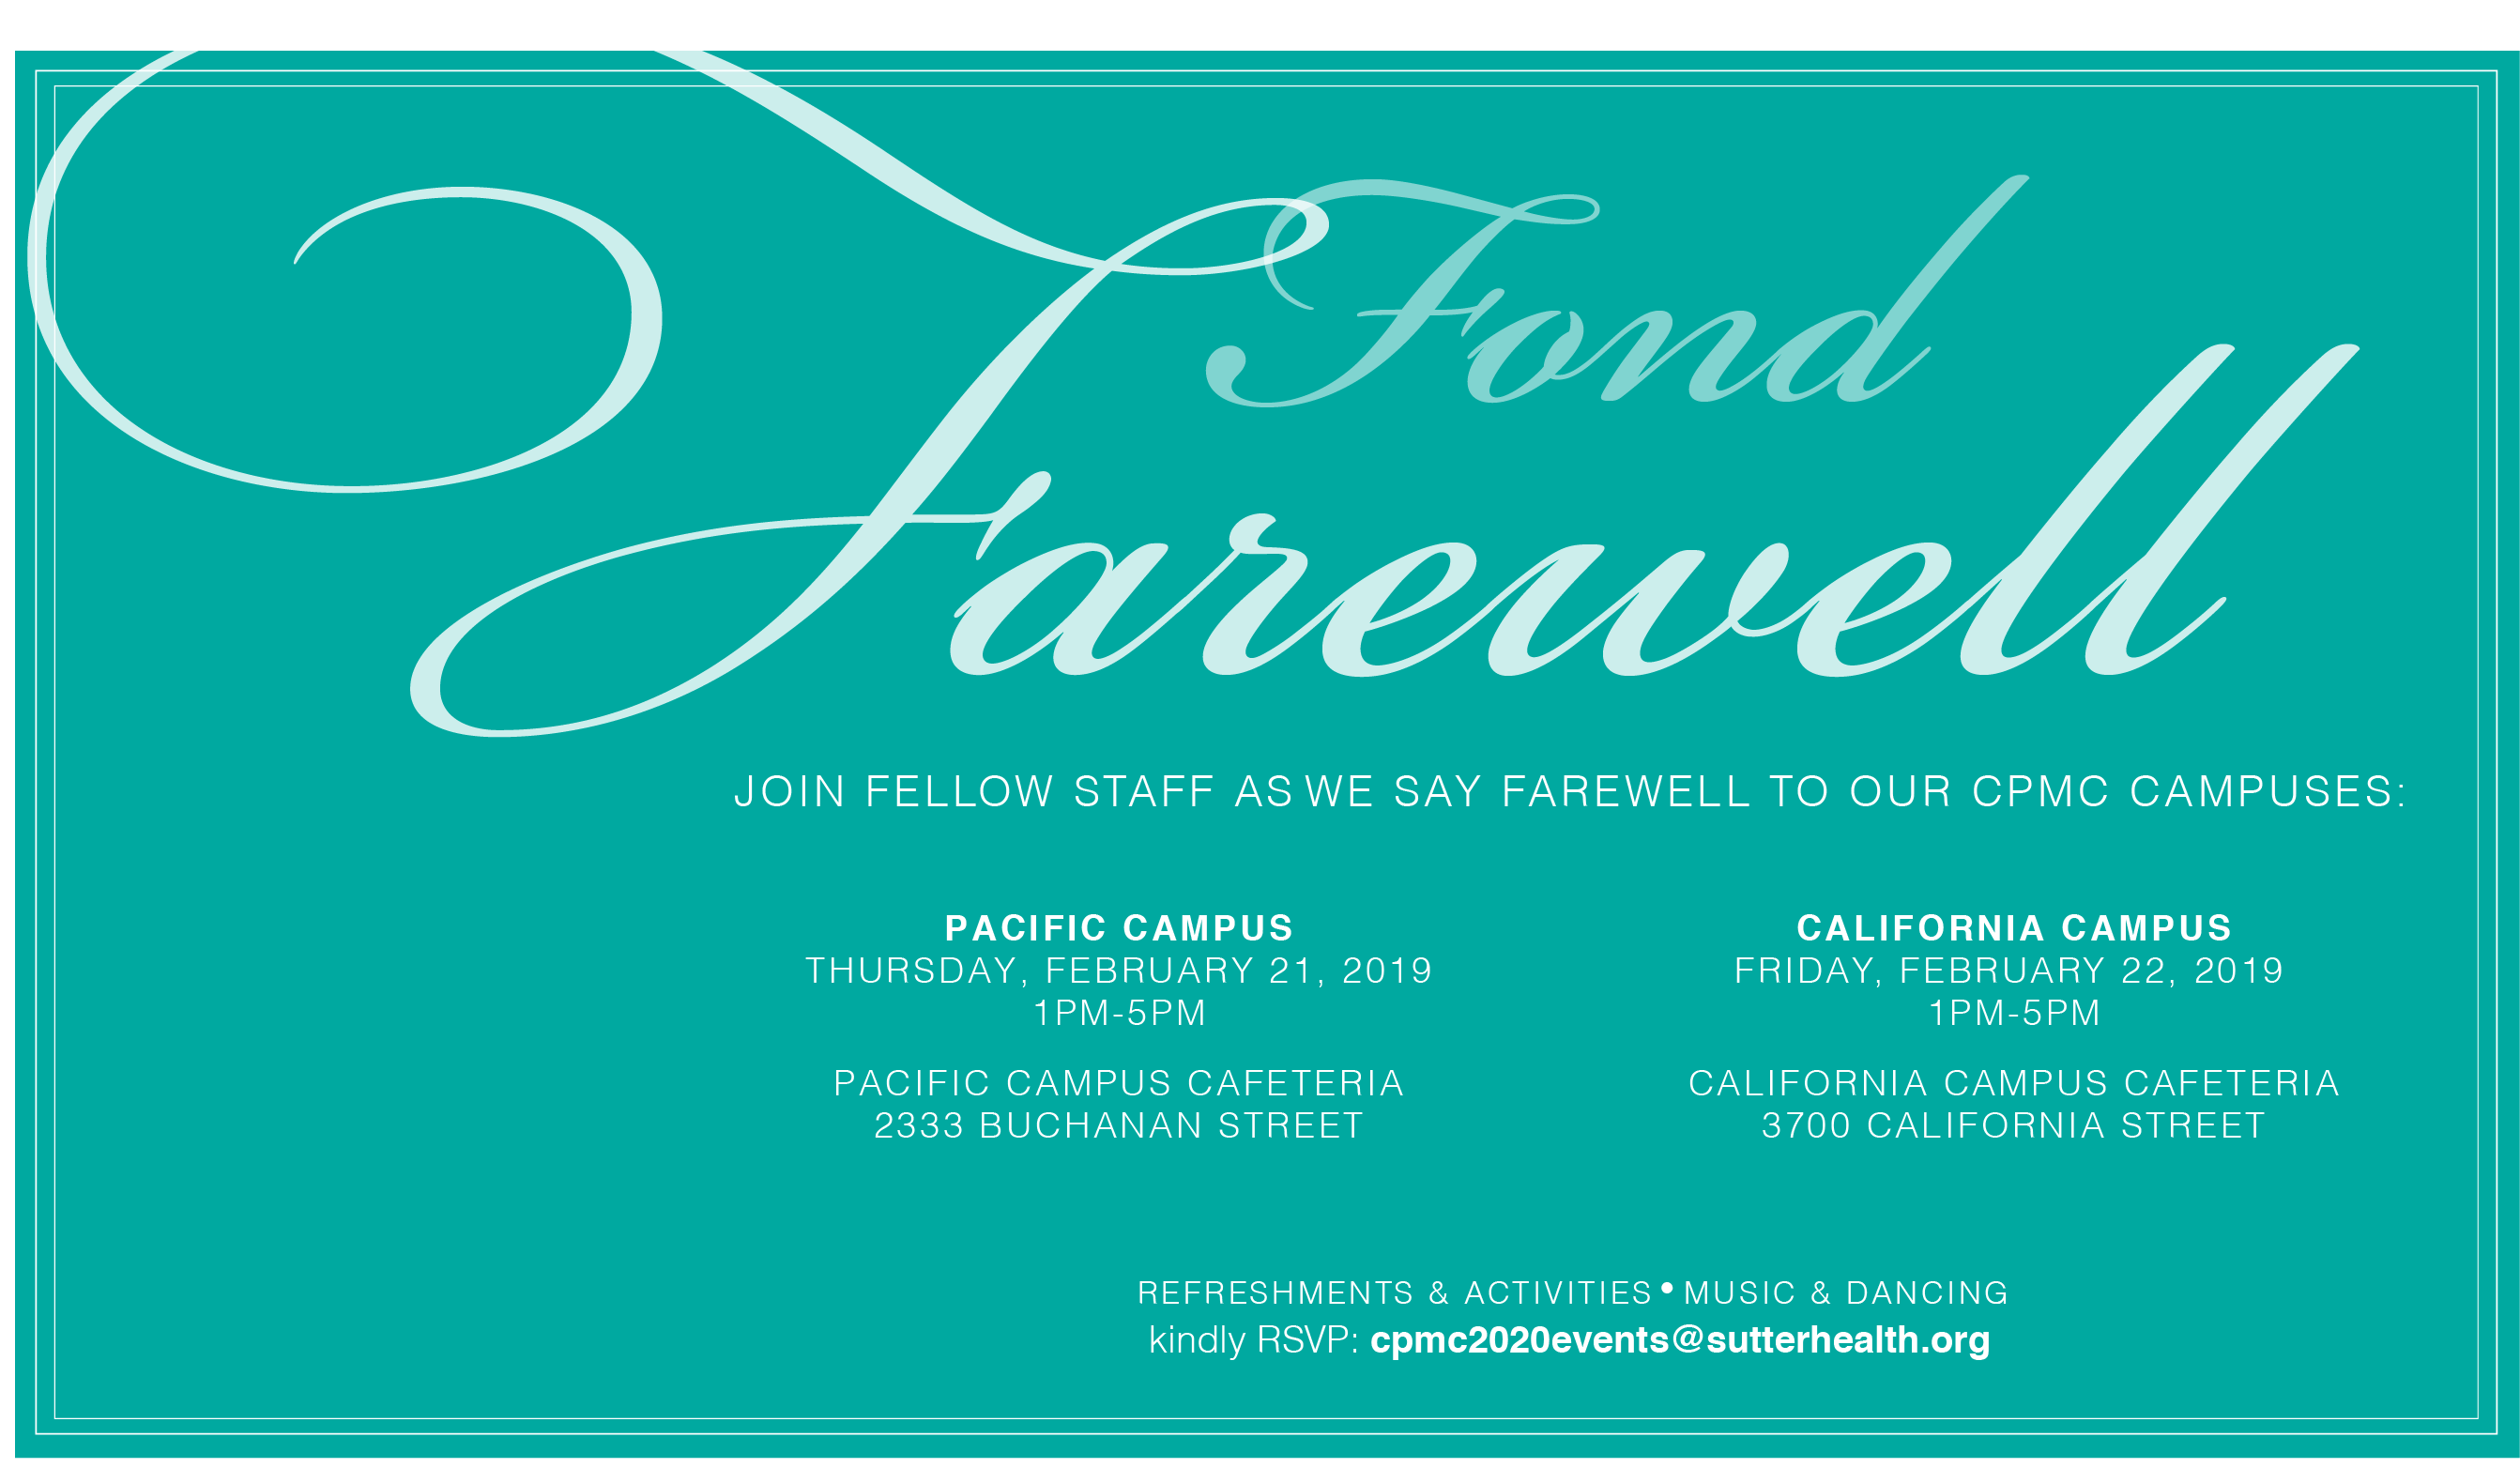 Fond
Farewell
JOIN FELLOW STAFF AS WE SAY FAREWELL TO OUR CPMC CAMPUSES:
PACIFIC CAMPUS
THURSDAY, FEBRUARY 21, 2019
1PM-5PM
PACIFIC CAMPUS CAFETERIA
2333 BUCHANAN STREET
CALIFORNIA CAMPUS
FRIDAY, FEBRUARY 22, 2019
1PM-5PM
CALIFORNIA CAMPUS CAFETERIA
3700 CALIFORNIA STREET
REFRESHMENTS & ACTIVITIES • MUSIC & DANCING
kindly RSVP: cpmc2020events@sutterhealth.org